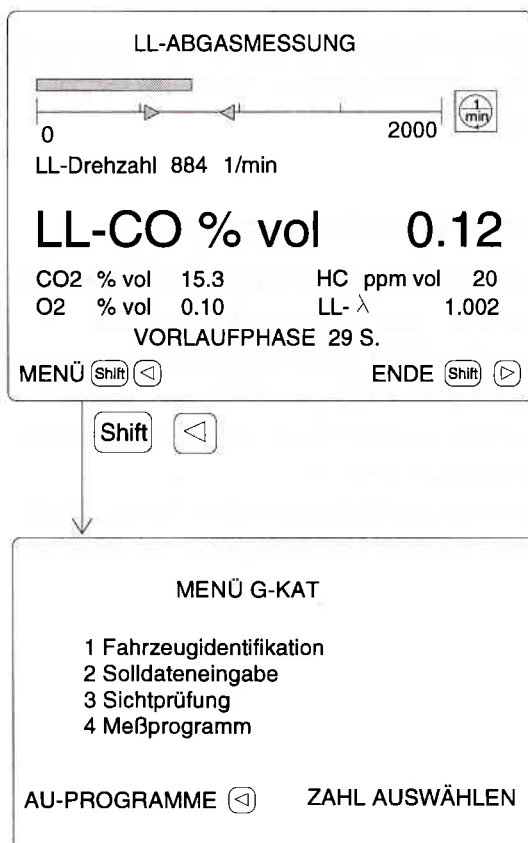 LL-ABGASMESSUNG
0 2000 1 min
LL-Drehzahl 884 1/min
LL-CO % vol 0.12
CO2 % vol 15.3 HC ppm vol 20
O2 % vol 0.10 LL- λ 1.002
VORLAUFPHASE 29 S.
MENÜ Shift ◁ ENDE Shift ▷
Shift ◁
MENÜ G-KAT
1 Fahrzeugidentifikation
2 Solldateneingabe
3 Sichtprüfung
4 Meßprogramm
AU-PROGRAMME ◁ ZAHL AUSWÄHLEN